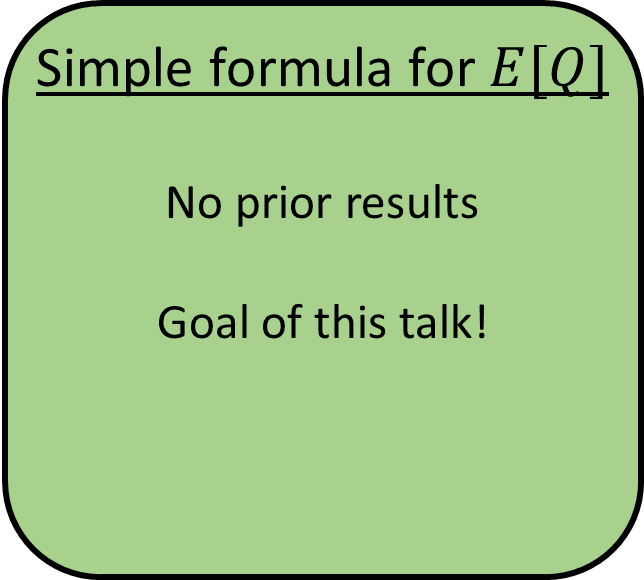 Simple formula for 𝐸[𝑄]
No prior results
Goal of this talk!